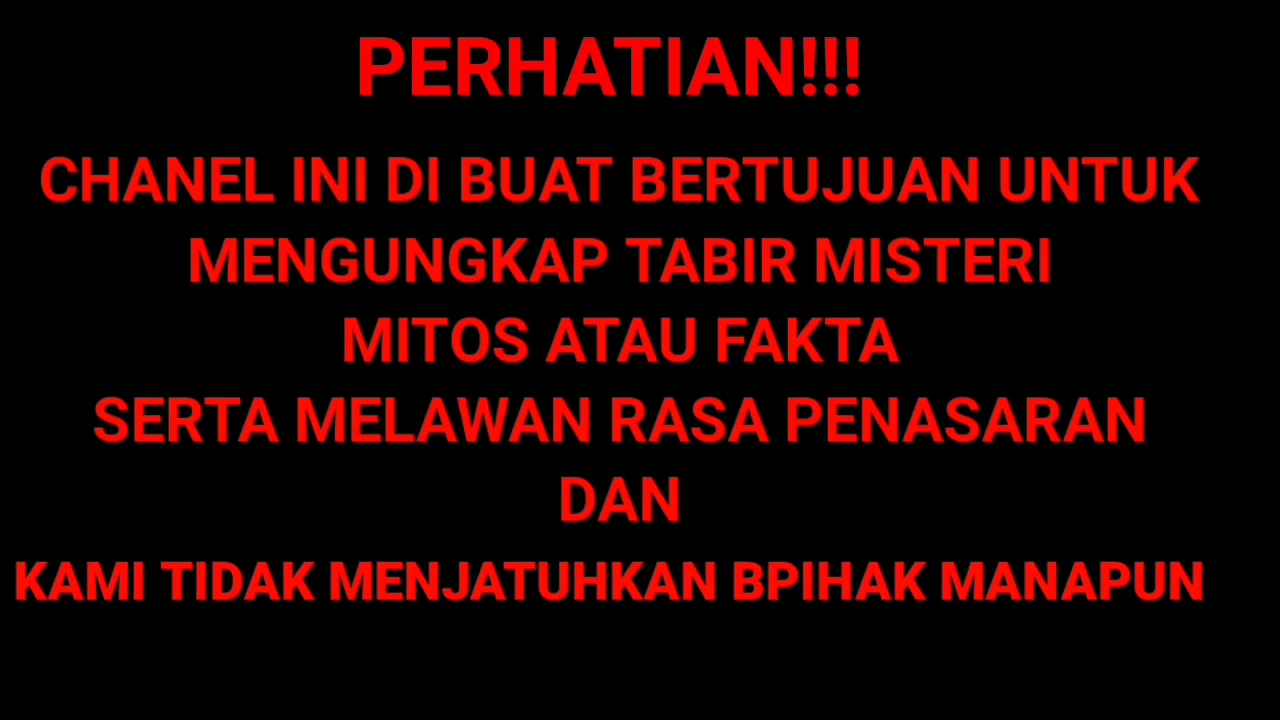 PERHATIAN!!!
CHANEL INI DI BUAT BERTUJUAN UNTUK
MENGUNGKAP TABIR MISTERI
MITOS ATAU FAKTA
SERTA MELAWAN RASA PENASARAN
DAN
KAMI TIDAK MENJATUHKAN BPIHAK MANAPUN